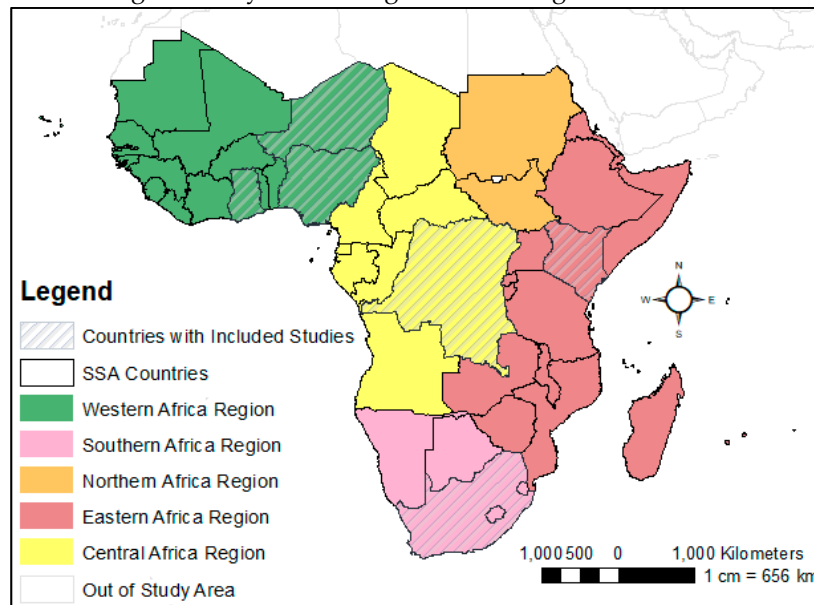 Legend
Countries with Included Studies
SSA Countries
Western Africa Region
Southern Africa Region
Northern Africa Region
Eastern Africa Region
Central Africa Region
Out of Study Area
N
W E
S
1,000 500 0 1,000 Kilometers
1 cm = 656 km